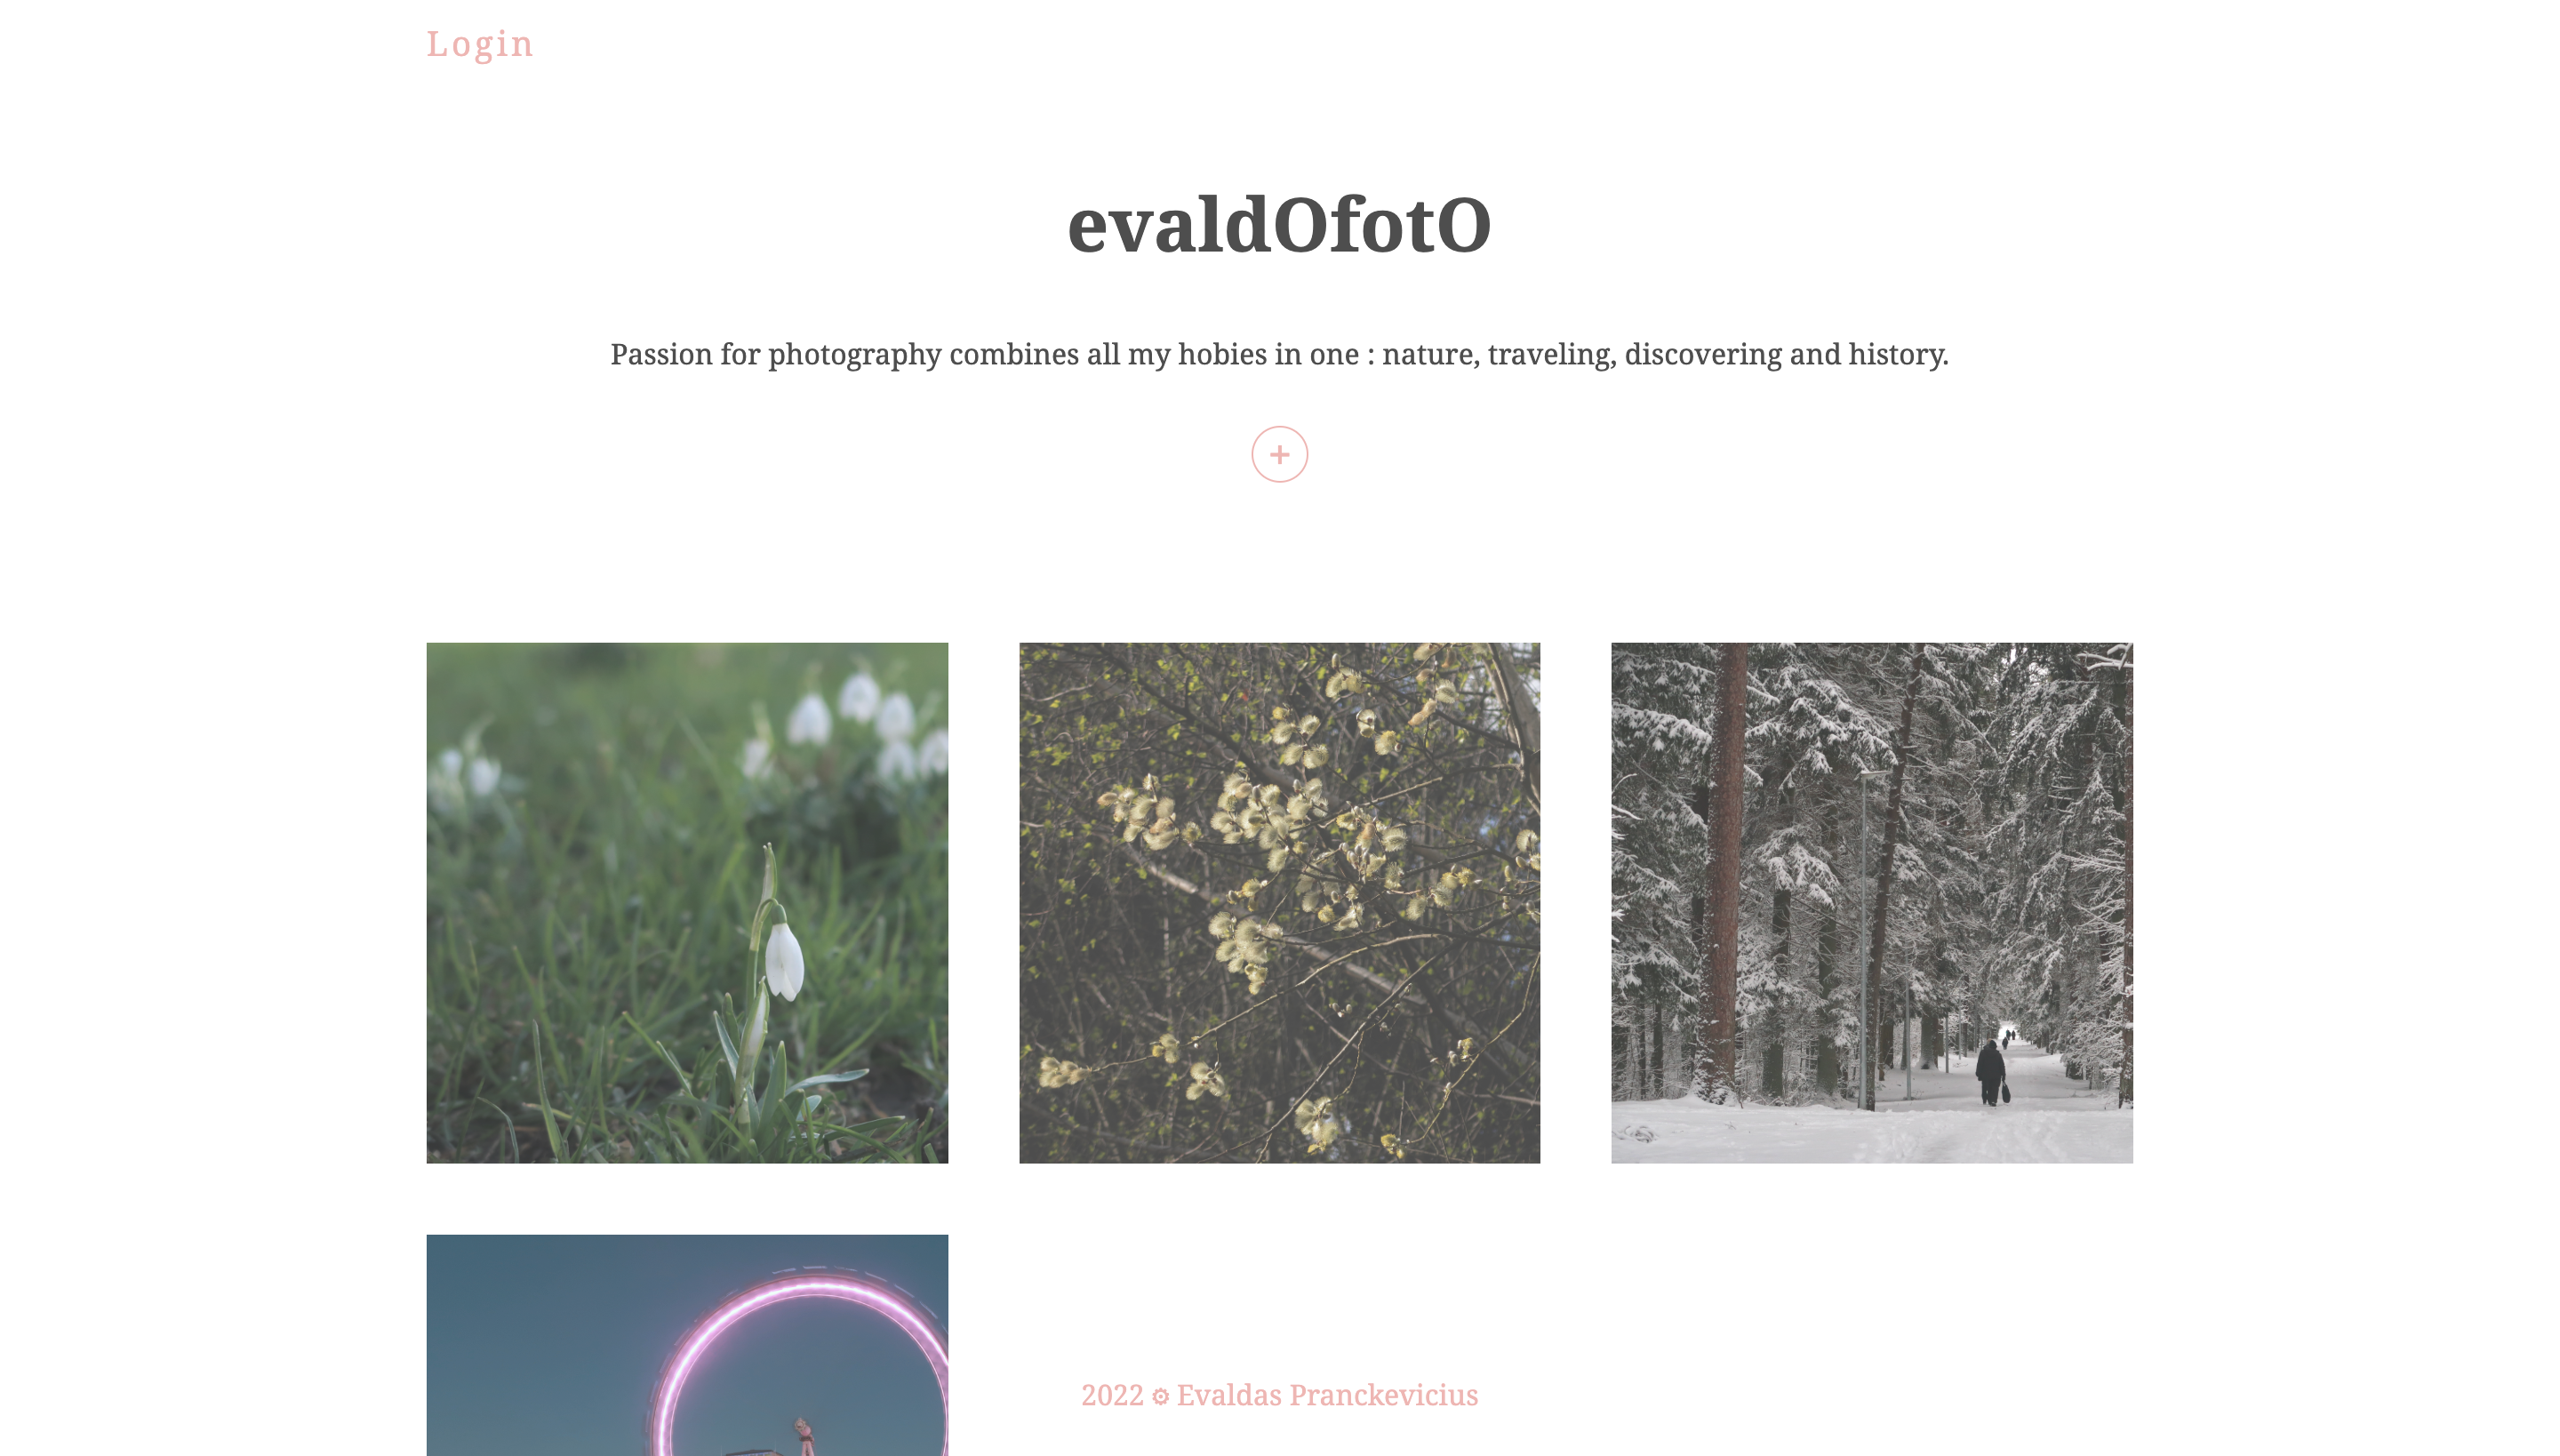 Login
evaldOfotO
Passion for photography combines all my hobies in one : nature, traveling, discovering and history.
+
2022 ⚙ Evaldas Pranckevicius